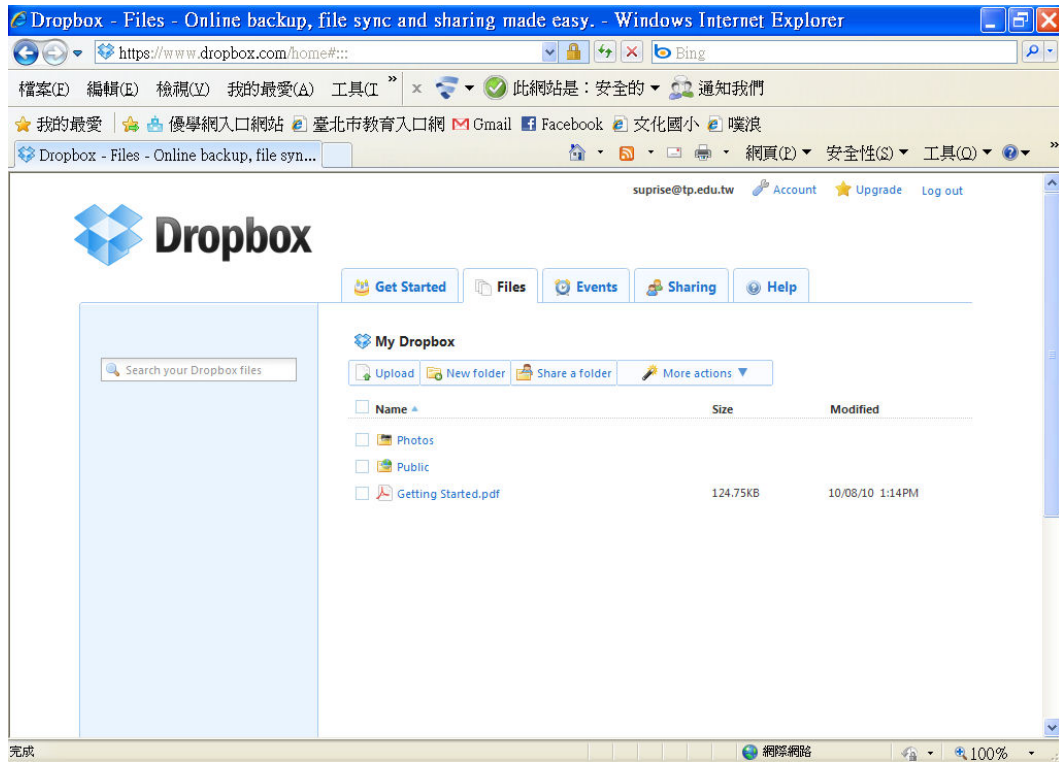 Dropbox - Files - Online backup, file sync and sharing made easy. - Windows Internet Explorer
https://www.dropbox.com/home#::: Bing
檔案(F) 編輯(E) 檢視(V) 我的最愛(A) 工具(T » × 此網站是：安全的 通知我們
我的最愛 優學網入口網站 臺北市教育入口網 Gmail Facebook 文化國小 噗浪
Dropbox - Files - Online backup, file syn... 網頁(P) 安全性(S) 工具(O) »
suprise@tp.edu.tw Account Upgrade Log out
Dropbox
Get Started Files Events Sharing Help
My Dropbox
Search your Dropbox files
Upload New folder Share a folder More actions
Name Size Modified
Photos
Public
Getting Started.pdf 124.75KB 10/08/10 1:14PM
完成 網際網路 100%